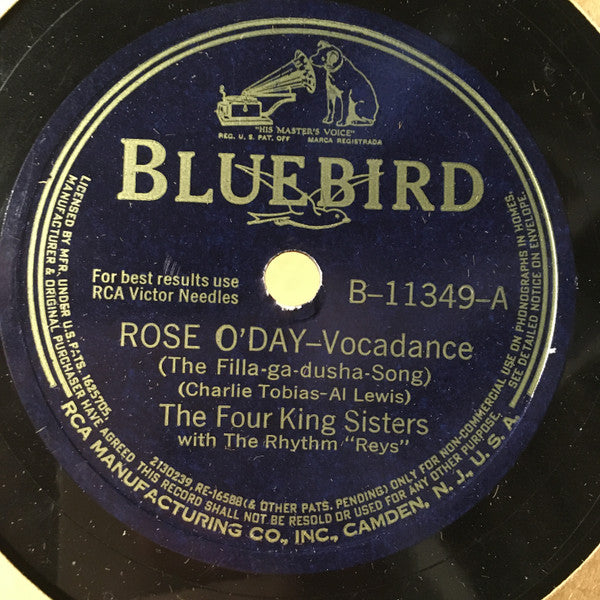 "HIS MASTER'S VOICE"
REG. U. S. PAT. OFF MARCA REGISTRADA
BLUEBIRD
For best results use
RCA Victor Needles
B-11349-A
ROSE O'DAY–Vocadance
(The Filla-ga-dusha-Song)
(Charlie Tobias-Al Lewis)
The Four King Sisters
with The Rhythm "Reys"
LICENSED BY MFR. UNDER U.S. PATS. 1625705,
2130239, RE-16588 (& OTHER PATS. PENDING) ONLY FOR NON-COMMERCIAL USE ON PHONOGRAPHS IN HOMES.
MANUFACTURER & ORIGINAL PURCHASER HAVE AGREED THIS RECORD SHALL NOT BE RESOLD OR USED FOR ANY OTHER PURPOSE. SEE DETAILED NOTICE ON ENVELOPE.
RCA MANUFACTURING CO., INC., CAMDEN, N. J., U. S. A.